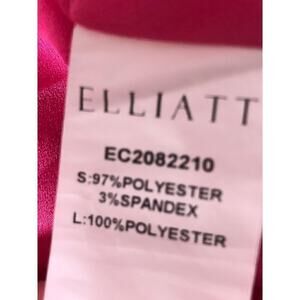 ELLIATT
EC2082210
S:97%POLYESTER
3%SPANDEX
L:100%POLYESTER